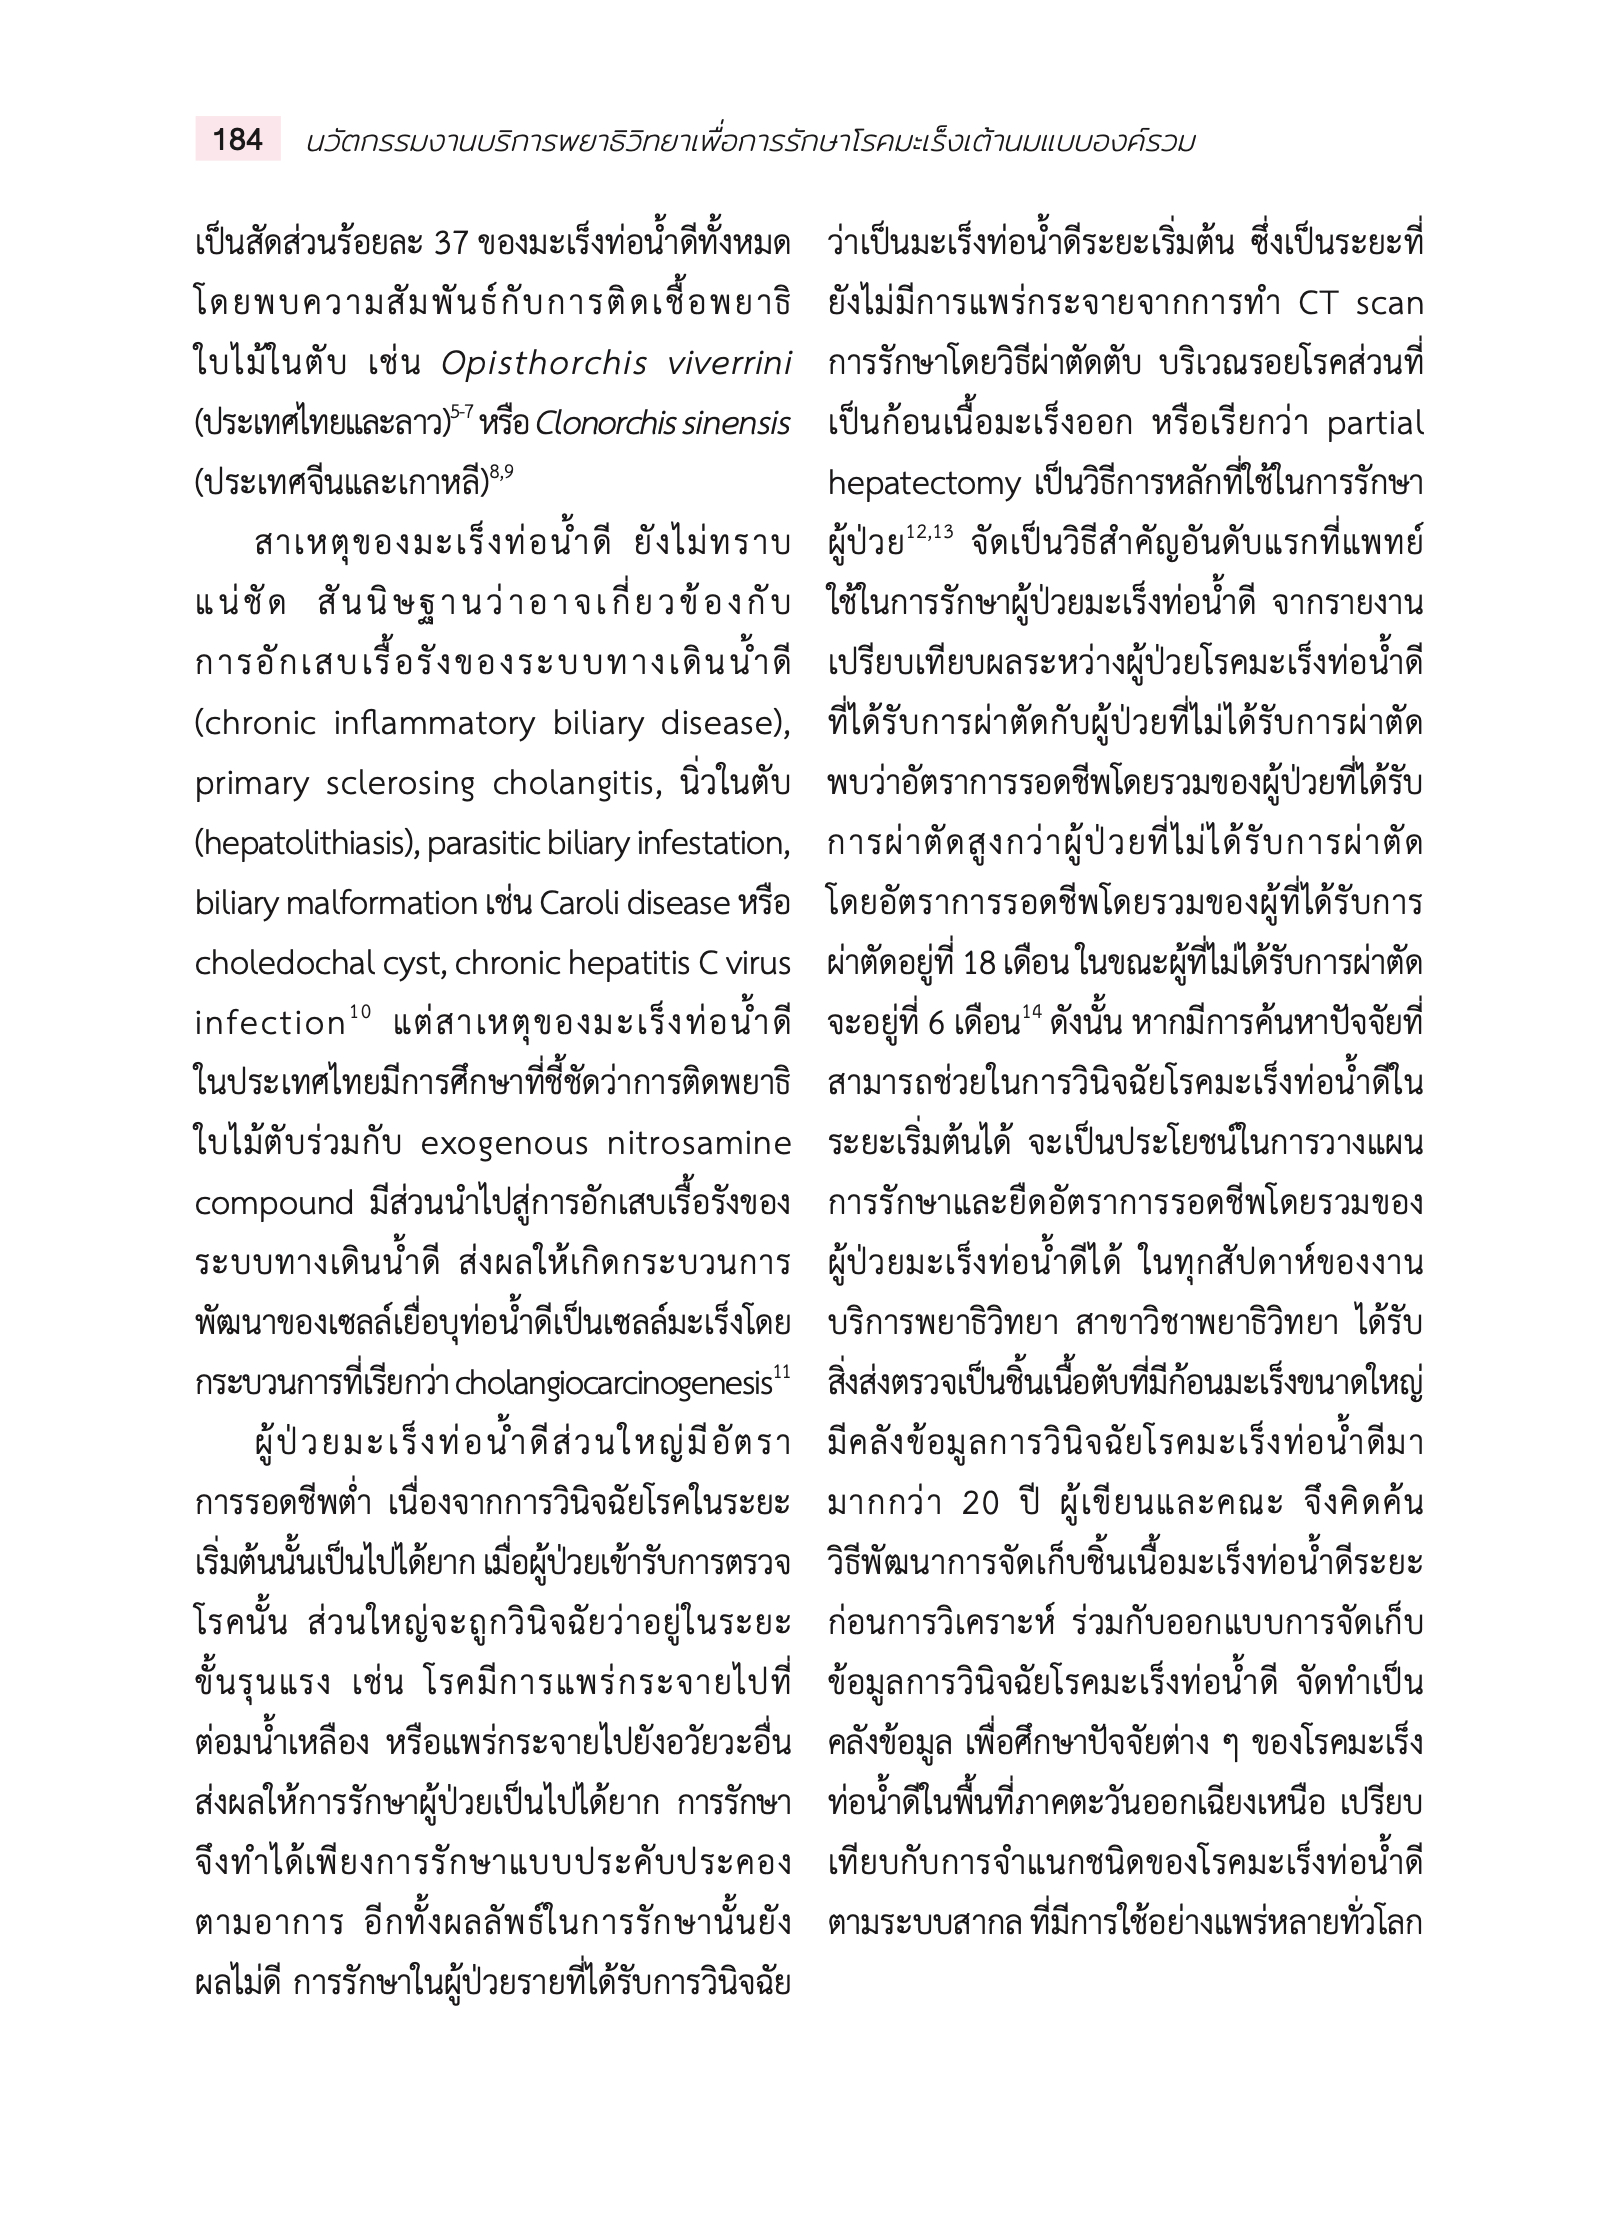 184 นวัตกรรมงานบริการพยาธิวิทยาเพื่อการรักษาโรคมะเร็งเต้านมแบบองค์รวม
เป็นสัดส่วนร้อยละ 37 ของมะเร็งท่อน้ำดีทั้งหมด
โดยพบความสัมพันธ์กับการติดเชื้อพยาธิ
ใบไม้ในตับ เช่น Opisthorchis viverrini
(ประเทศไทยและลาว)5-7 หรือ Clonorchis sinensis
(ประเทศจีนและเกาหลี)8,9
สาเหตุของมะเร็งท่อน้ำดี ยังไม่ทราบ
แน่ชัด สันนิษฐานว่าอาจเกี่ยวข้องกับ
การอักเสบเรื้อรังของระบบทางเดินน้ำดี
(chronic inflammatory biliary disease),
primary sclerosing cholangitis, นิ่วในตับ
(hepatolithiasis), parasitic biliary infestation,
biliary malformation เช่น Caroli disease หรือ
choledochal cyst, chronic hepatitis C virus
infection10 แต่สาเหตุของมะเร็งท่อน้ำดี
ในประเทศไทยมีการศึกษาที่ชี้ชัดว่าการติดพยาธิ
ใบไม้ตับร่วมกับ exogenous nitrosamine
compound มีส่วนนำไปสู่การอักเสบเรื้อรังของ
ระบบทางเดินน้ำดี ส่งผลให้เกิดกระบวนการ
พัฒนาของเซลล์เยื่อบุท่อน้ำดีเป็นเซลล์มะเร็งโดย
กระบวนการที่เรียกว่า cholangiocarcinogenesis11
ผู้ป่วยมะเร็งท่อน้ำดีส่วนใหญ่มีอัตรา
การรอดชีพต่ำ เนื่องจากการวินิจฉัยโรคในระยะ
เริ่มต้นนั้นเป็นไปได้ยาก เมื่อผู้ป่วยเข้ารับการตรวจ
โรคนั้น ส่วนใหญ่จะถูกวินิจฉัยว่าอยู่ในระยะ
ขั้นรุนแรง เช่น โรคมีการแพร่กระจายไปที่
ต่อมน้ำเหลือง หรือแพร่กระจายไปยังอวัยวะอื่น
ส่งผลให้การรักษาผู้ป่วยเป็นไปได้ยาก การรักษา
จึงทำได้เพียงการรักษาแบบประคับประคอง
ตามอาการ อีกทั้งผลลัพธ์ในการรักษานั้นยัง
ผลไม่ดี การรักษาในผู้ป่วยรายที่ได้รับการวินิจฉัย
ว่าเป็นมะเร็งท่อน้ำดีระยะเริ่มต้น ซึ่งเป็นระยะที่
ยังไม่มีการแพร่กระจายจากการทำ CT scan
การรักษาโดยวิธีผ่าตัดตับ บริเวณรอยโรคส่วนที่
เป็นก้อนเนื้อมะเร็งออก หรือเรียกว่า partial
hepatectomy เป็นวิธีการหลักที่ใช้ในการรักษา
ผู้ป่วย12,13 จัดเป็นวิธีสำคัญอันดับแรกที่แพทย์
ใช้ในการรักษาผู้ป่วยมะเร็งท่อน้ำดี จากรายงาน
เปรียบเทียบผลระหว่างผู้ป่วยโรคมะเร็งท่อน้ำดี
ที่ได้รับการผ่าตัดกับผู้ป่วยที่ไม่ได้รับการผ่าตัด
พบว่าอัตราการรอดชีพโดยรวมของผู้ป่วยที่ได้รับ
การผ่าตัดสูงกว่าผู้ป่วยที่ไม่ได้รับการผ่าตัด
โดยอัตราการรอดชีพโดยรวมของผู้ที่ได้รับการ
ผ่าตัดอยู่ที่ 18 เดือน ในขณะผู้ที่ไม่ได้รับการผ่าตัด
จะอยู่ที่ 6 เดือน14 ดังนั้น หากมีการค้นหาปัจจัยที่
สามารถช่วยในการวินิจฉัยโรคมะเร็งท่อน้ำดีใน
ระยะเริ่มต้นได้ จะเป็นประโยชน์ในการวางแผน
การรักษาและยืดอัตราการรอดชีพโดยรวมของ
ผู้ป่วยมะเร็งท่อน้ำดีได้ ในทุกสัปดาห์ของงาน
บริการพยาธิวิทยา สาขาวิชาพยาธิวิทยา ได้รับ
สิ่งส่งตรวจเป็นชิ้นเนื้อตับที่มีก้อนมะเร็งขนาดใหญ่
มีคลังข้อมูลการวินิจฉัยโรคมะเร็งท่อน้ำดีมา
มากกว่า 20 ปี ผู้เขียนและคณะ จึงคิดค้น
วิธีพัฒนาการจัดเก็บชิ้นเนื้อมะเร็งท่อน้ำดีระยะ
ก่อนการวิเคราะห์ ร่วมกับออกแบบการจัดเก็บ
ข้อมูลการวินิจฉัยโรคมะเร็งท่อน้ำดี จัดทำเป็น
คลังข้อมูล เพื่อศึกษาปัจจัยต่าง ๆ ของโรคมะเร็ง
ท่อน้ำดีในพื้นที่ภาคตะวันออกเฉียงเหนือ เปรียบ
เทียบกับการจำแนกชนิดของโรคมะเร็งท่อน้ำดี
ตามระบบสากล ที่มีการใช้อย่างแพร่หลายทั่วโลก